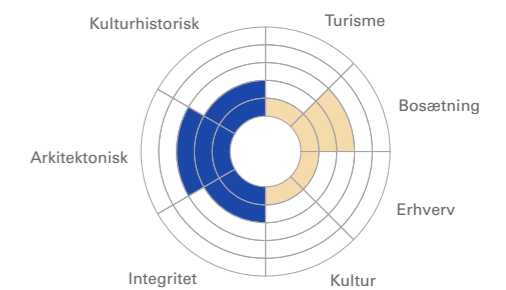 Kulturhistorisk
Turisme
Bosætning
Arkitektonisk
Erhverv
Integritet
Kultur